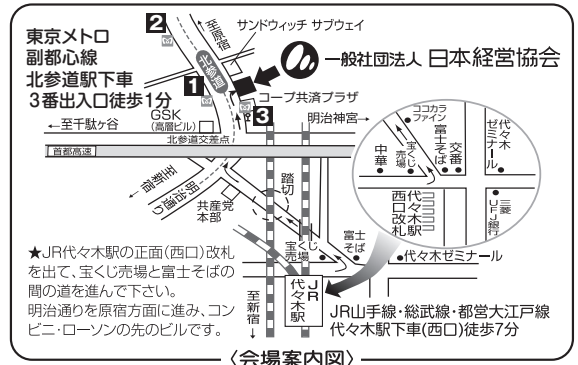 東京メトロ
副都心線
北参道駅下車
3番出入口徒歩1分
2
至原宿
サンドウィッチ サブウェイ
一般社団法人 日本経営協会
北参道
1
コープ共済プラザ
3
GSK
(高層ビル)
←至千駄ヶ谷
北参道交差点
明治神宮→
首都高速
至新宿
明治通り
共産党
本部
踏切
ココカラ
ファイン
富士そば
交番
代々木
ゼミナール
中華
宝くじ
売場
代々木駅
西口改札
三菱
UFJ銀行
宝くじ
売場
富士
そば
代々木ゼミナール
★JR代々木駅の正面(西口)改札
を出て、宝くじ売場と富士そばの
間の道を進んで下さい。
明治通りを原宿方面に進み、コン
ビニ・ローソンの先のビルです。
至新宿
JR
代々木駅
JR山手線・総武線・都営大江戸線
代々木駅下車(西口)徒歩7分
〈会場案内図〉